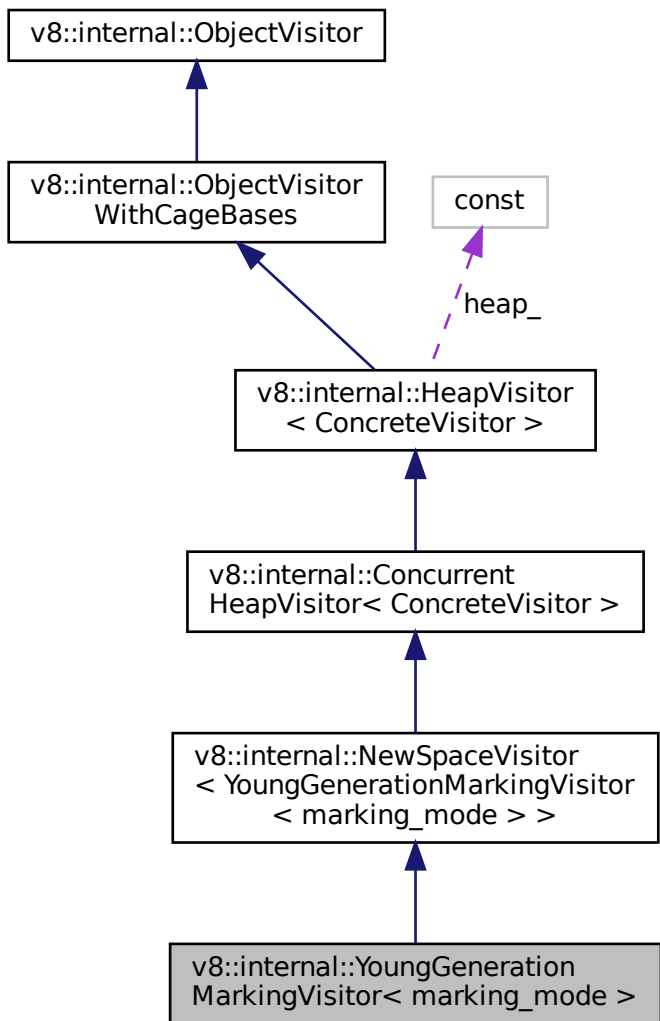 v8::internal::ObjectVisitor
v8::internal::ObjectVisitor
WithCageBases
const
heap_
v8::internal::HeapVisitor
< ConcreteVisitor >
v8::internal::Concurrent
HeapVisitor< ConcreteVisitor >
v8::internal::NewSpaceVisitor
< YoungGenerationMarkingVisitor
< marking_mode > >
v8::internal::YoungGeneration
MarkingVisitor< marking_mode >